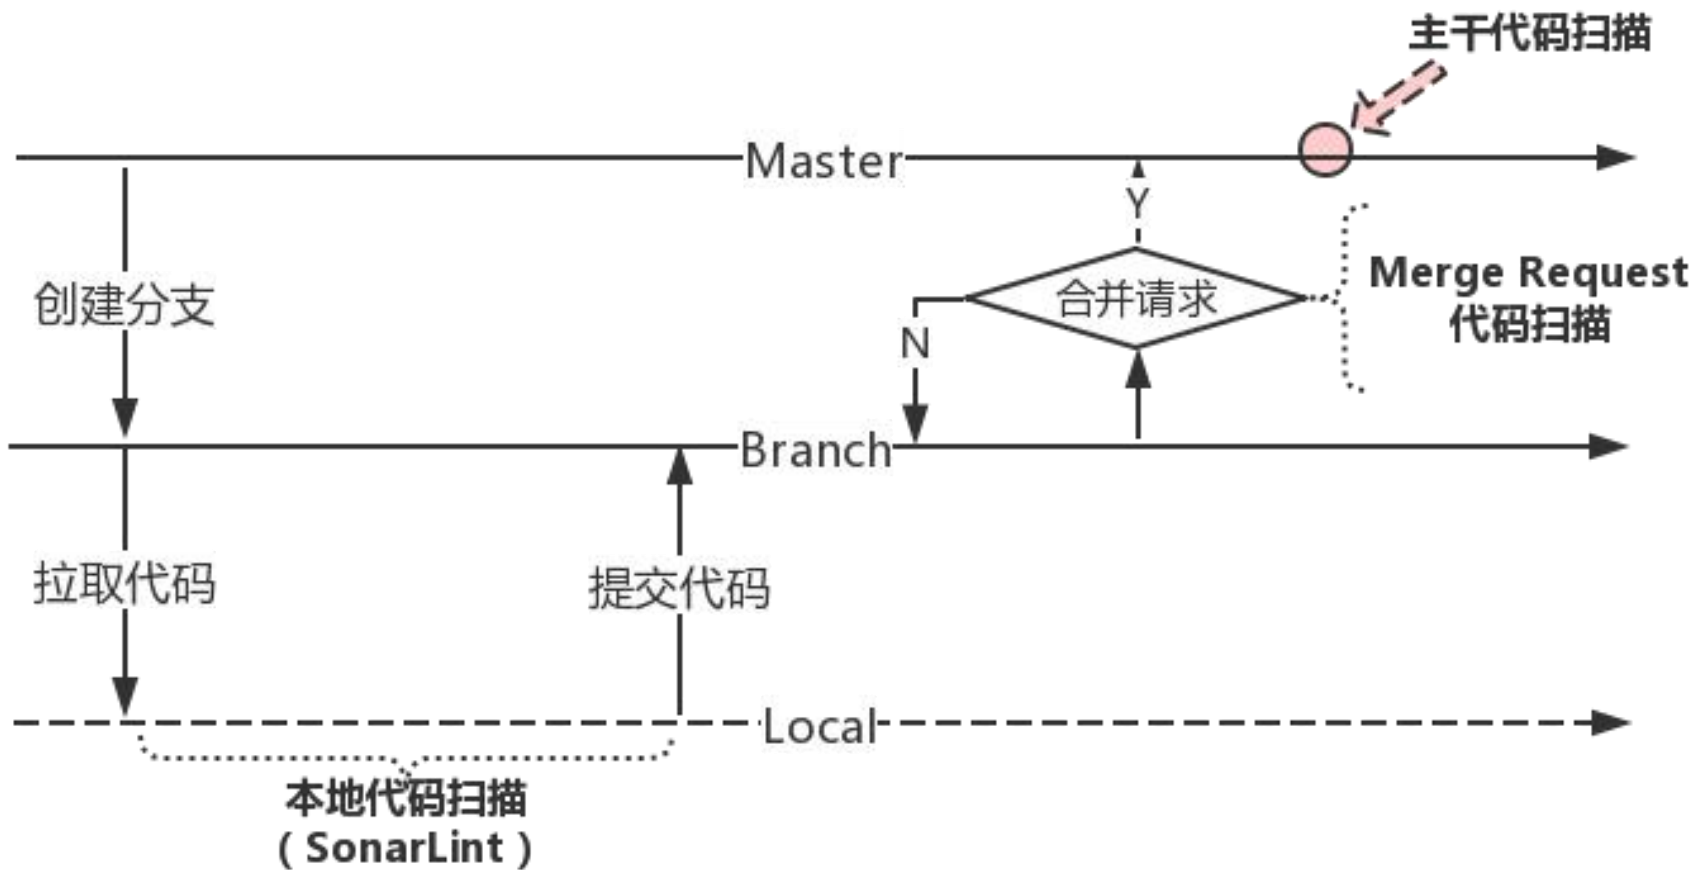 主干代码扫描
Master
Y
创建分支
合并请求
Merge Request
代码扫描
N
Branch
拉取代码
提交代码
Local
本地代码扫描
( SonarLint )